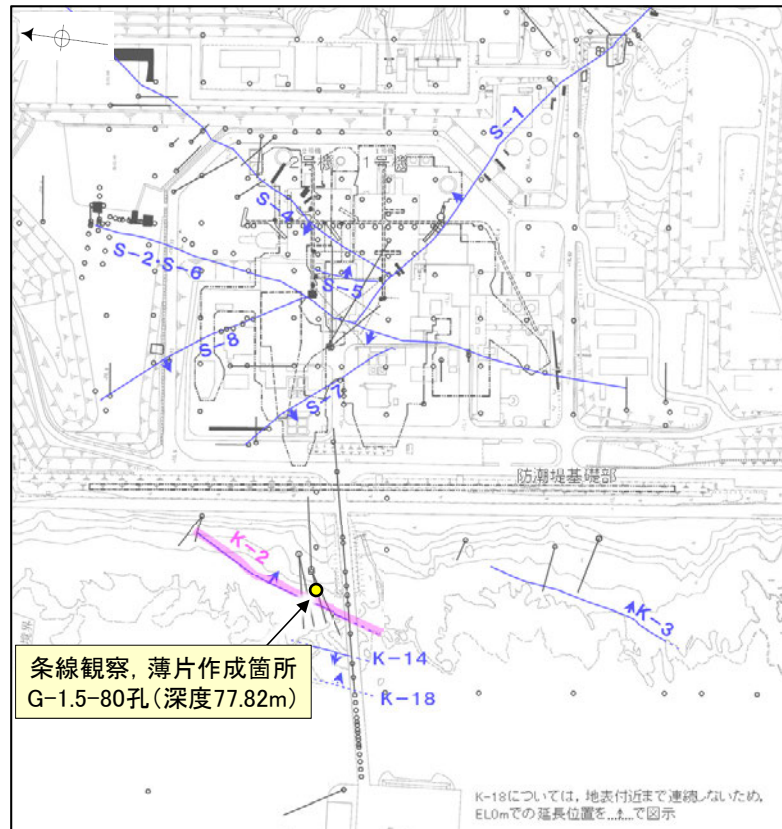 S-1
2号機
1号機
S-4
S-2・S-6
S-5
S-8
S-7
防潮堤基礎部
K-2
K-3
条線観察, 薄片作成箇所
G-1.5-80孔(深度77.82m)
K-14
K-18
K-18については, 地表付近まで連続しないため,
EL0mでの延長位置を...で図示